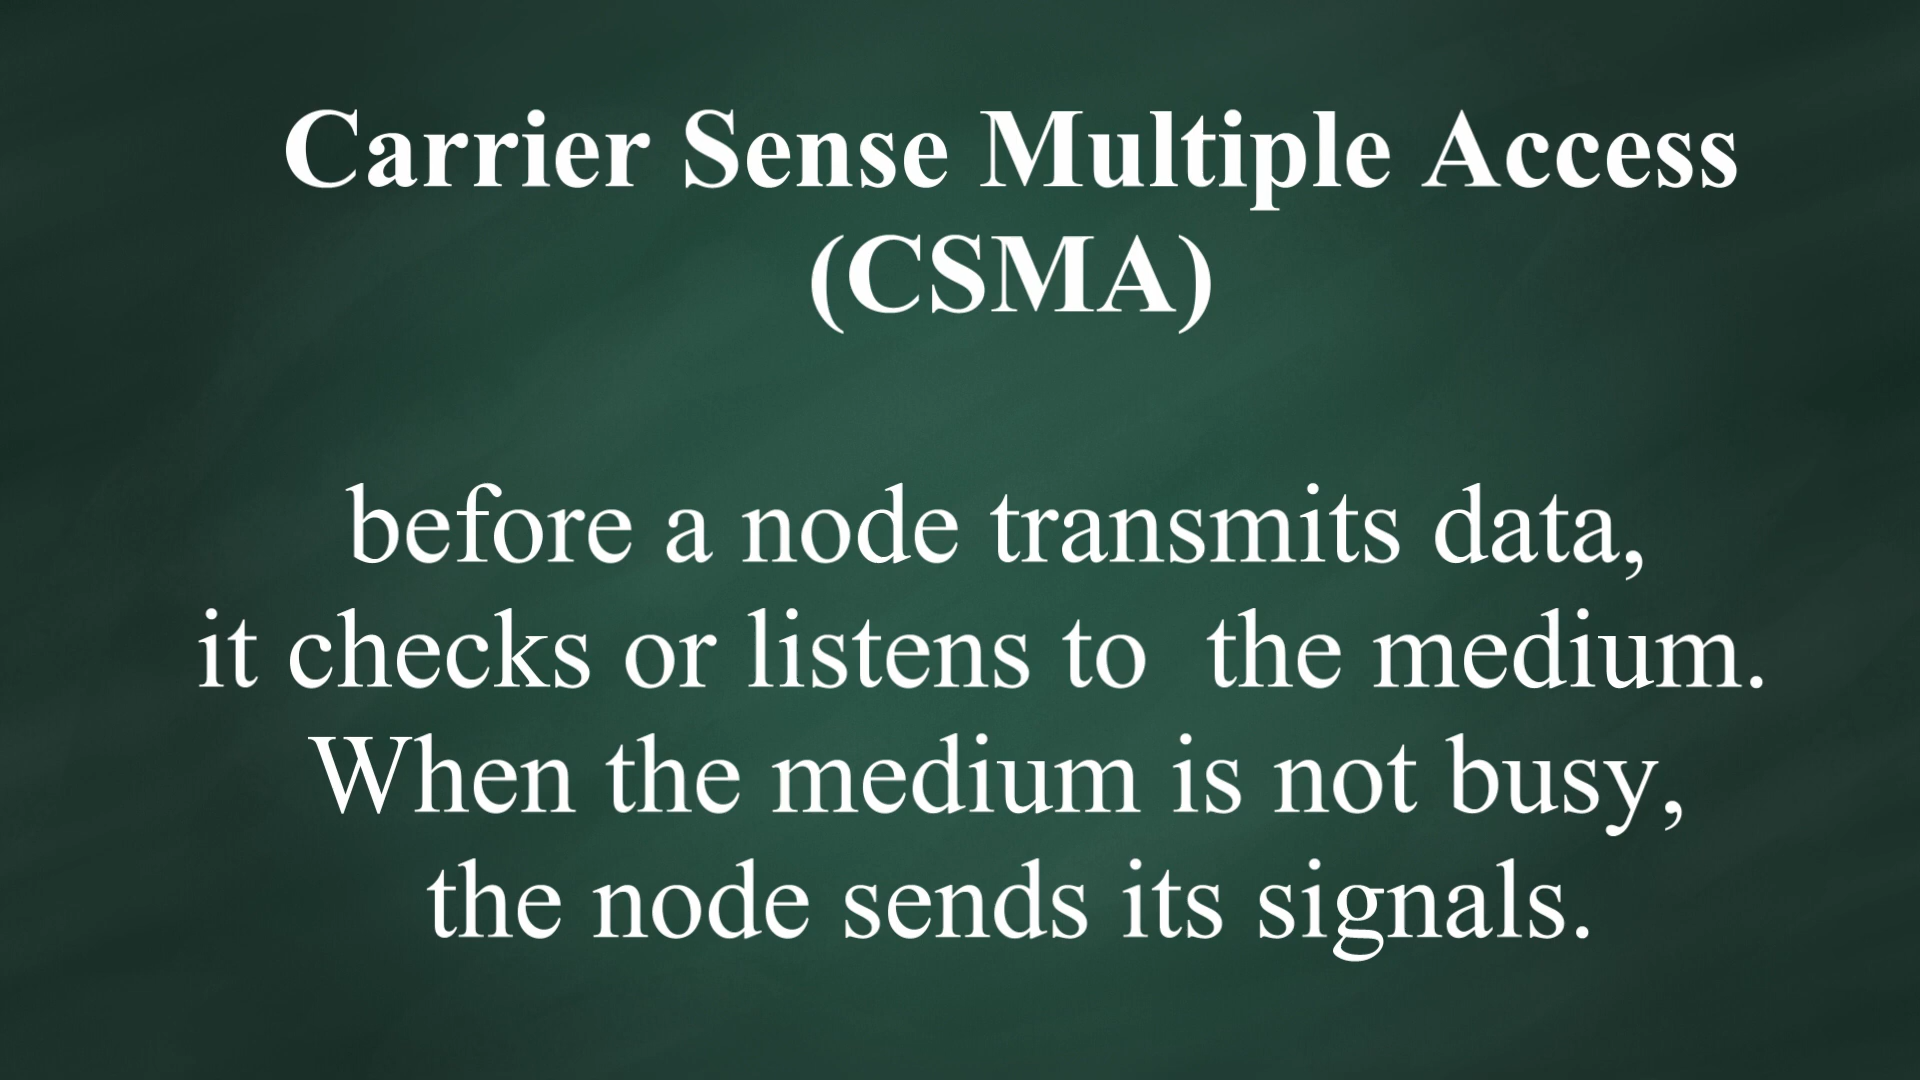 Carrier Sense Multiple Access
(CSMA)
before a node transmits data,
it checks or listens to  the medium.
When the medium is not busy,
the node sends its signals.